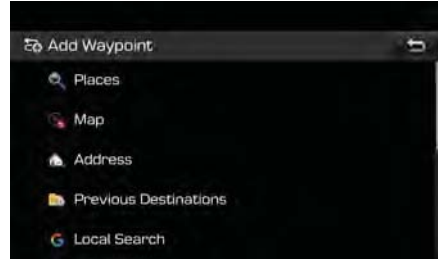 Add Waypoint
Places
Map
Address
Previous Destinations
Local Search